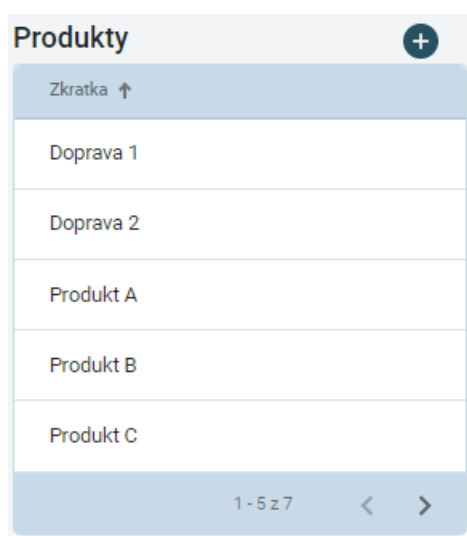 Produkty
Zkratka
Doprava 1
Doprava 2
Produkt A
Produkt B
Produkt C
1 - 5 z 7